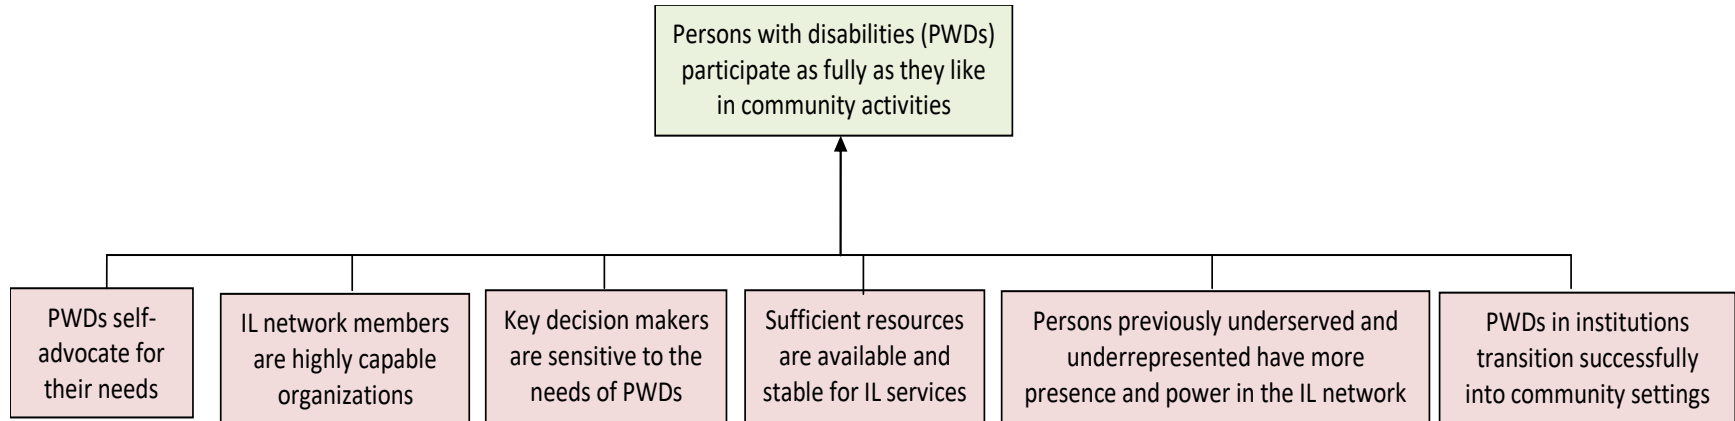 Persons with disabilities (PWDs)
participate as fully as they like
in community activities
PWDs self-
advocate for
their needs
IL network members
are highly capable
organizations
Key decision makers
are sensitive to the
needs of PWDs
Sufficient resources
are available and
stable for IL services
Persons previously underserved and
underrepresented have more
presence and power in the IL network
PWDs in institutions
transition successfully
into community settings